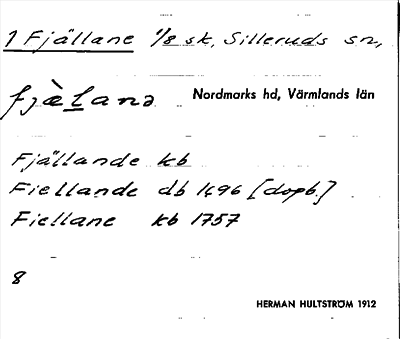 1 Fjällane 1/8 sk, Silleruds sn,
fjæ̀lanə Nordmarks hd, Värmlands län
Fjällande kb
Fiellande db 1696 [dopb.]
Fiellane kb 1757
8
HERMAN HULTSTRÖM 1912